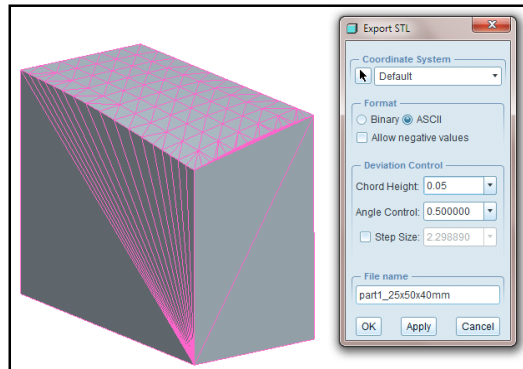 Export STL
Coordinate System
Default
Format
Binary ASCII
Allow negative values
Deviation Control
Chord Height: 0.05
Angle Control: 0.500000
Step Size: 2.298890
File name
part1_25x50x40mm
OK Apply Cancel